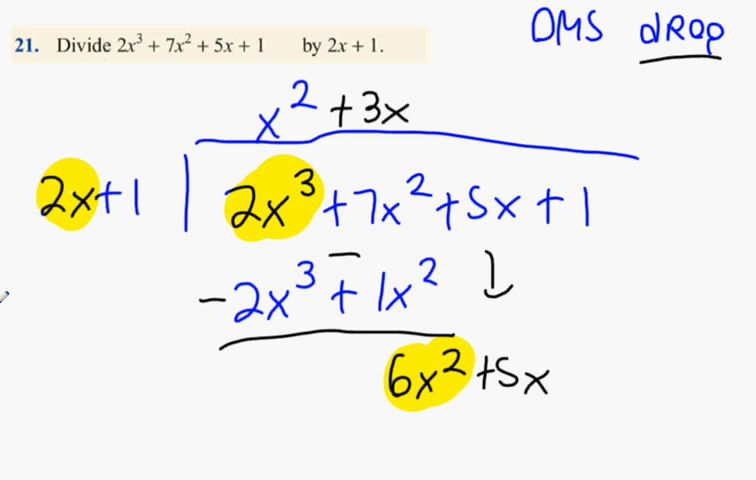 DMS dRop
21. Divide 2x³ + 7x² + 5x + 1 by 2x + 1.
x² + 3x
2x+1 | 2x³ + 7x² + 5x + 1
− 2x³ +̄ 1x² ↓
6x² + 5x